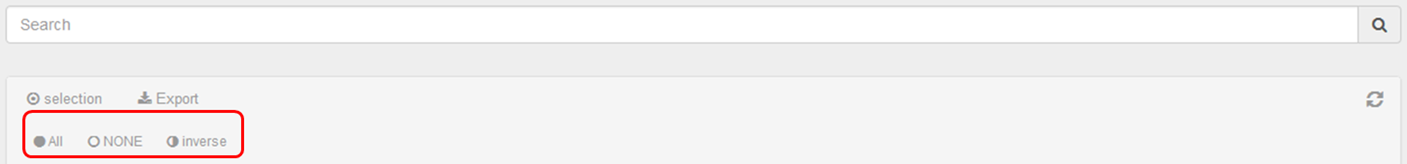 Search
selection Export
All NONE inverse